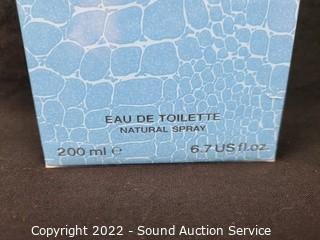 EAU DE TOILETTE
NATURAL SPRAY
200 ml ℮ 6.7 US fl.oz.
Copyright 2022 - Sound Auction Service